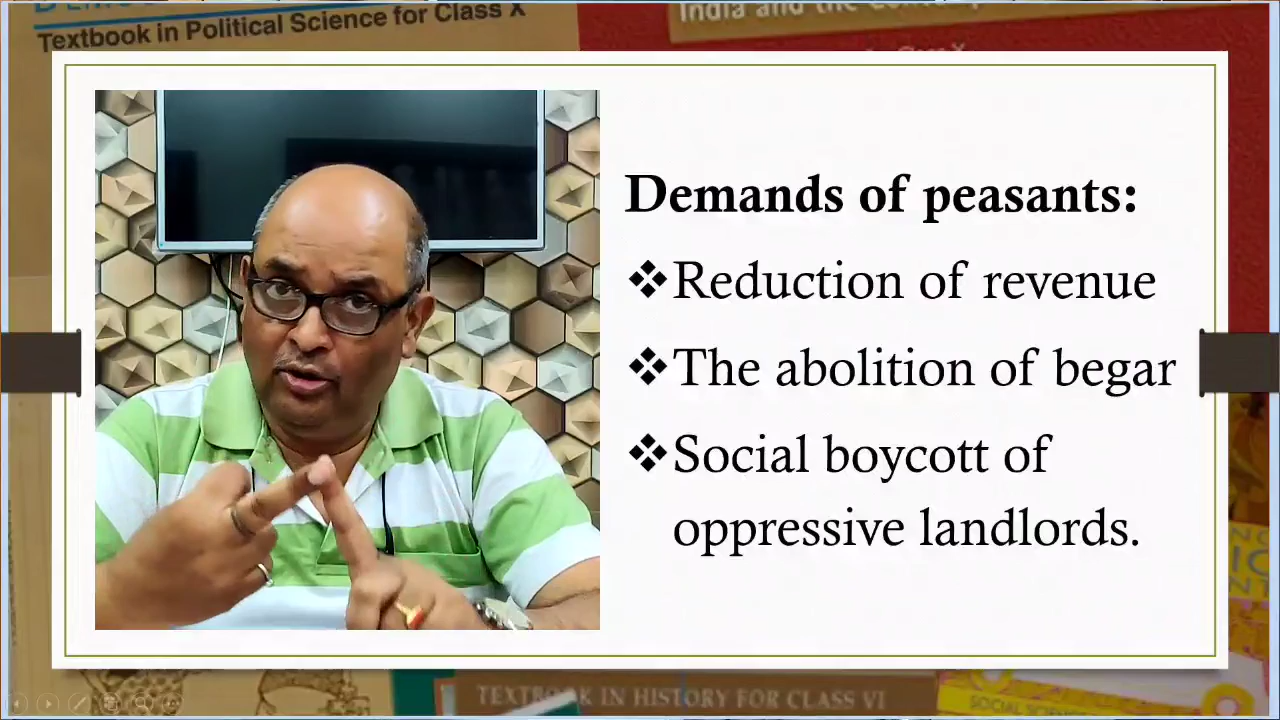 Textbook in Political Science for Class X
India and the
Demands of peasants:
❖Reduction of revenue
❖The abolition of begar
❖Social boycott of
oppressive landlords.
TEXTBOOK IN HISTORY FOR CLASS VI
SOCIAL